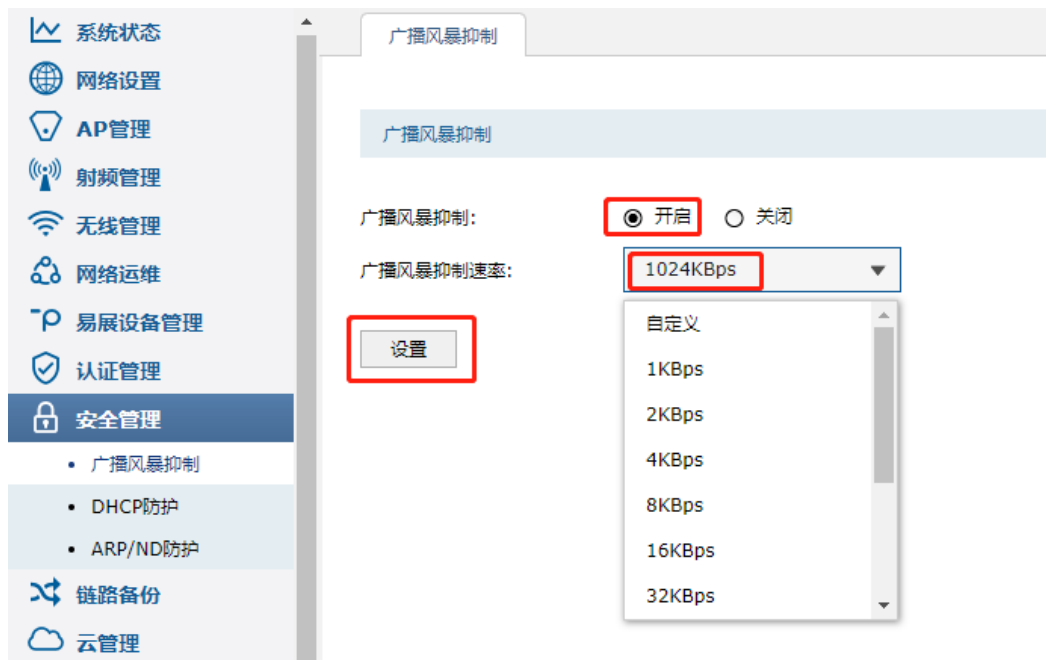 系统状态
网络设置
AP管理
射频管理
无线管理
网络运维
易展设备管理
认证管理
安全管理
广播风暴抑制
DHCP防护
ARP/ND防护
链路备份
云管理
广播风暴抑制
广播风暴抑制
广播风暴抑制: 开启 关闭
广播风暴抑制速率: 1024KBps
设置
自定义
1KBps
2KBps
4KBps
8KBps
16KBps
32KBps